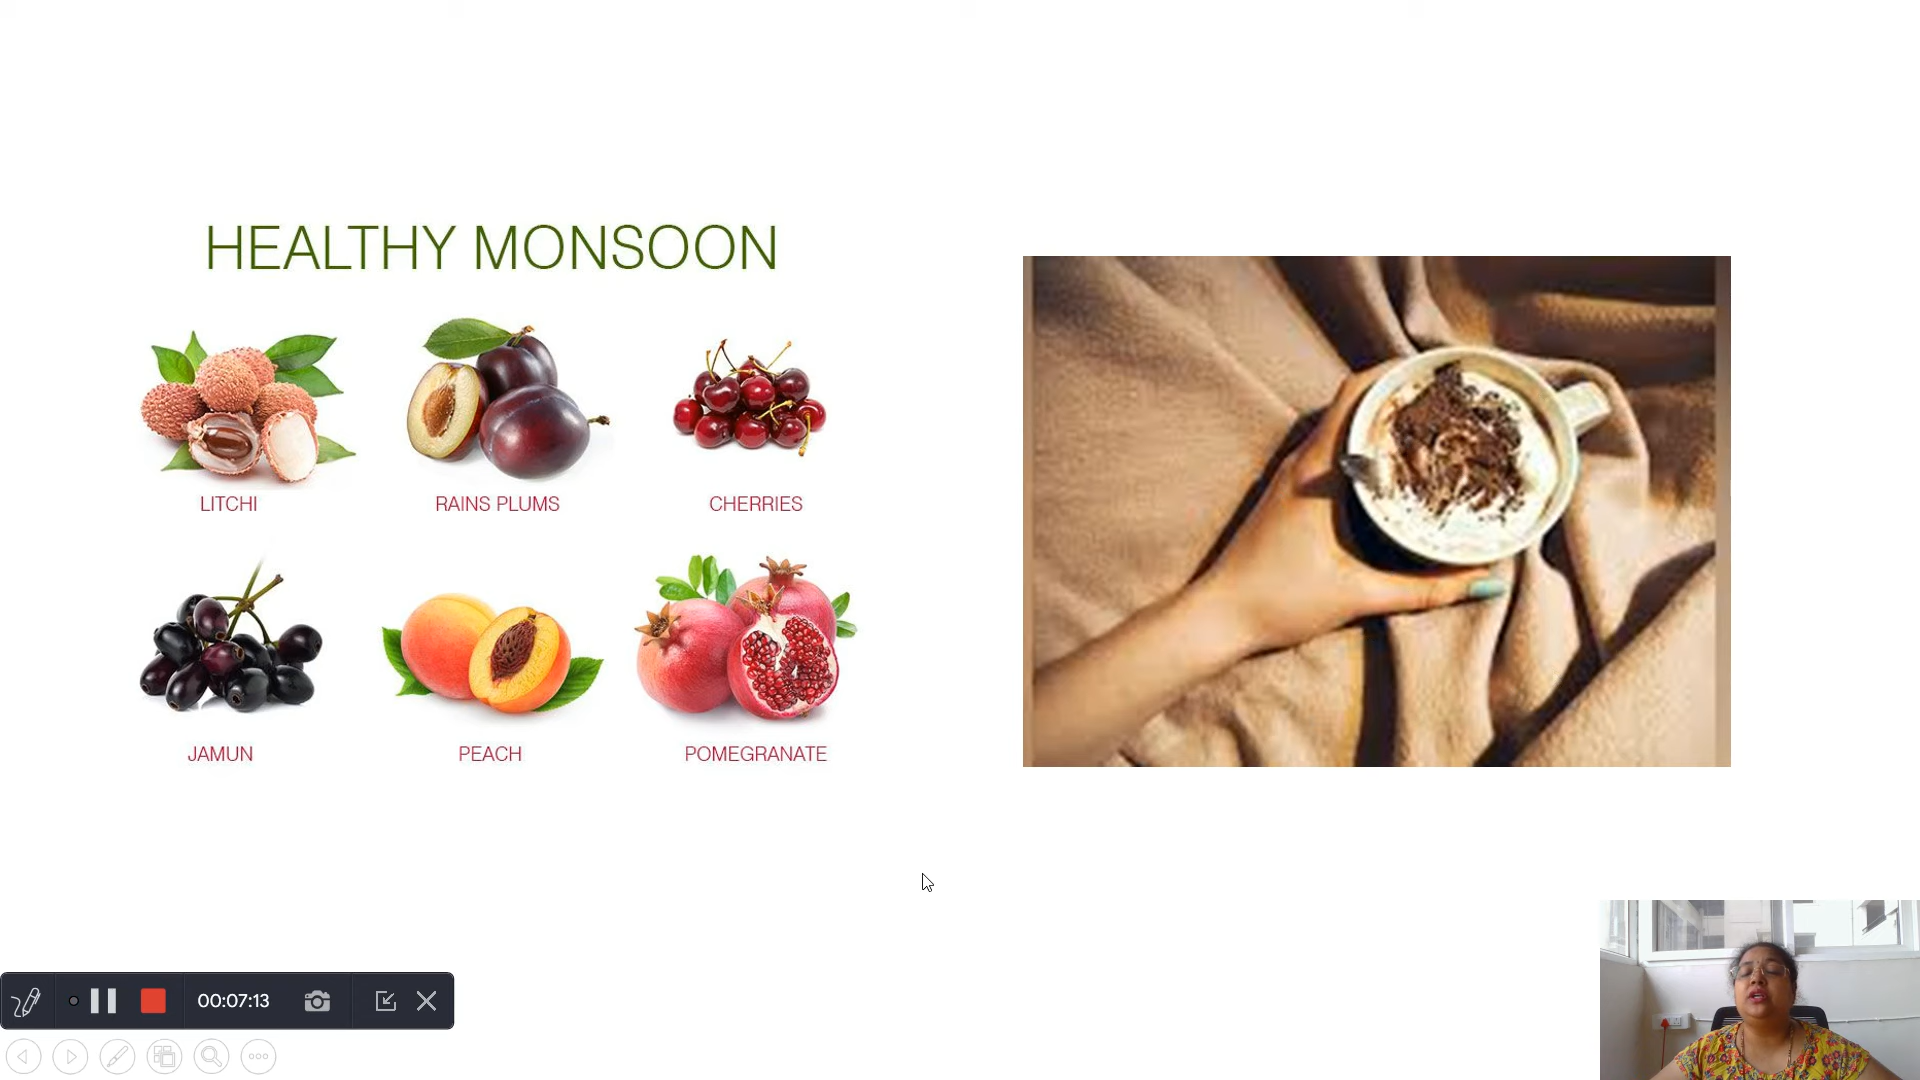 HEALTHY MONSOON
LITCHI
RAINS PLUMS
CHERRIES
JAMUN
PEACH
POMEGRANATE
00:07:13